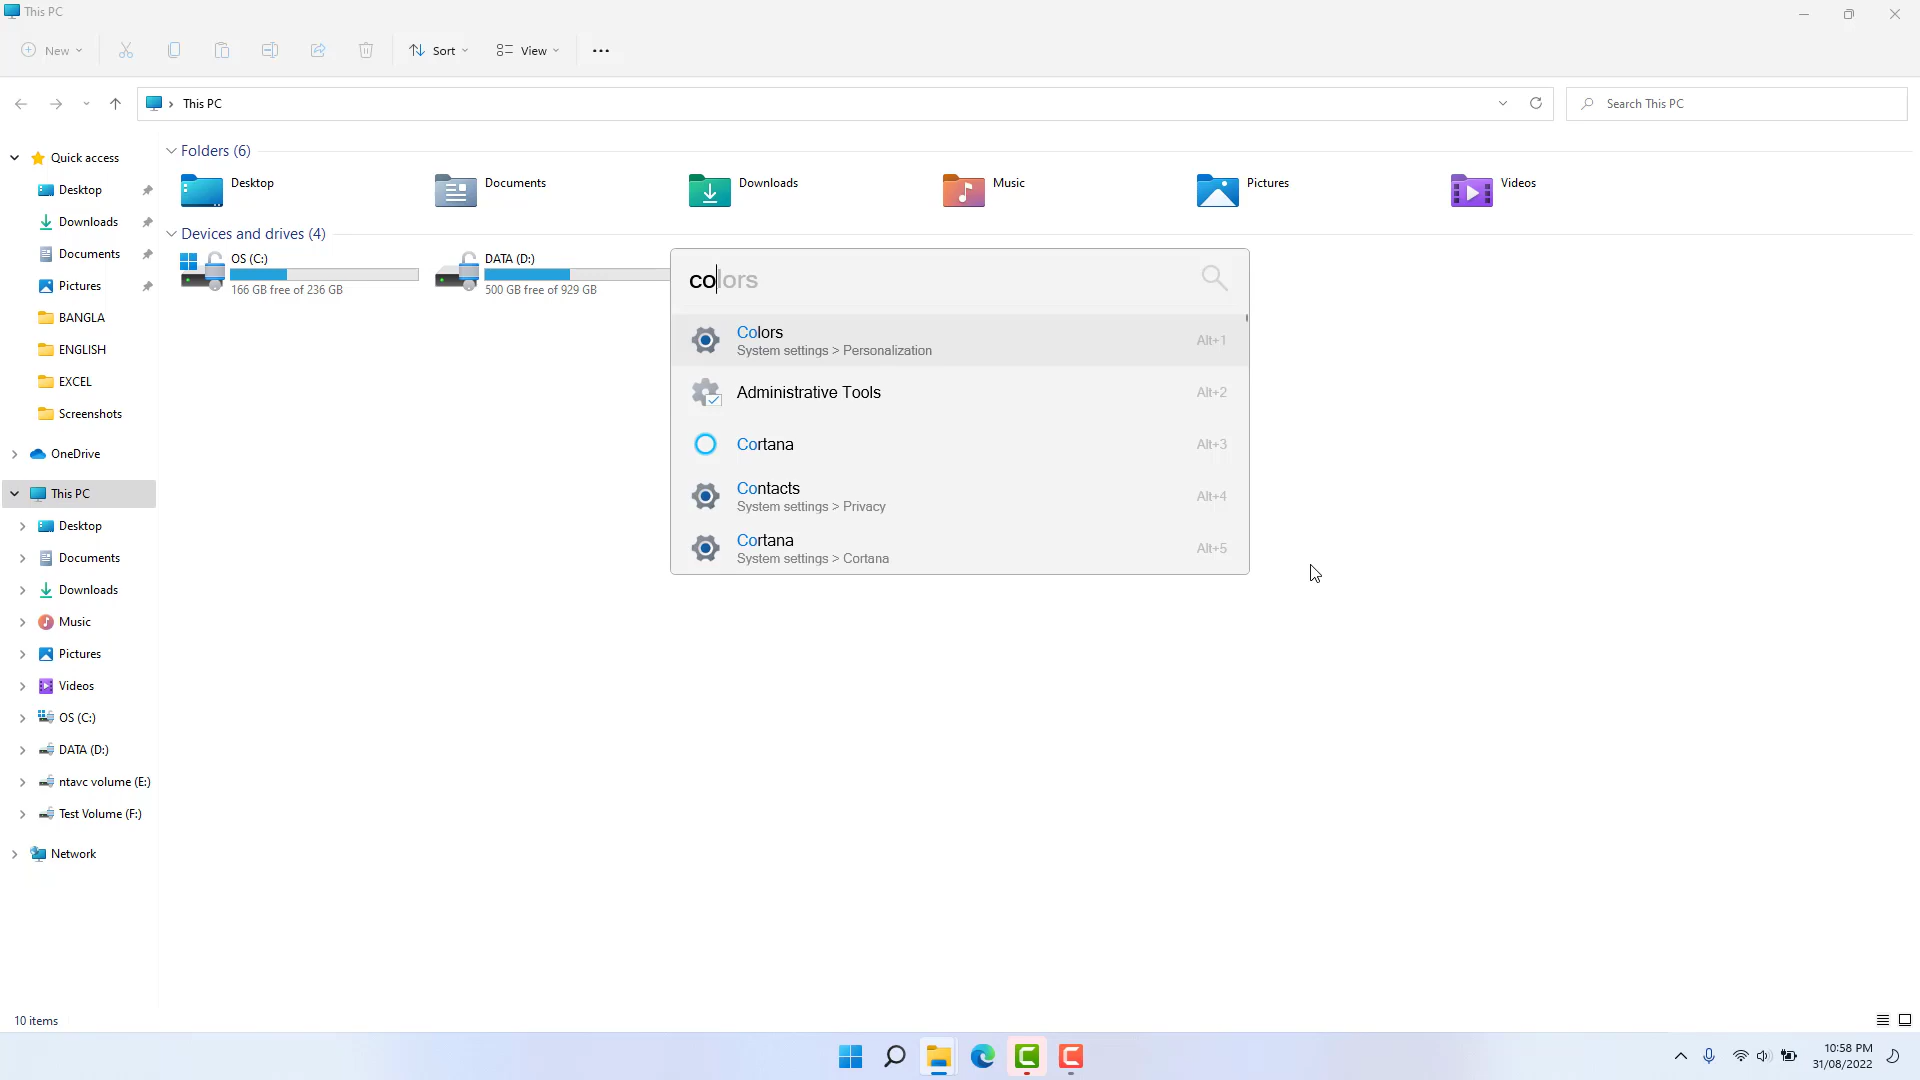 This PC
New
Sort
View
This PC
Search This PC
Quick access
Desktop
Downloads
Documents
Pictures
BANGLA
ENGLISH
EXCEL
Screenshots
OneDrive
This PC
Desktop
Documents
Downloads
Music
Pictures
Videos
OS (C:)
DATA (D:)
ntavc volume (E:)
Test Volume (F:)
Network
Folders (6)
Desktop
Documents
Downloads
Music
Pictures
Videos
Devices and drives (4)
OS (C:)
166 GB free of 236 GB
DATA (D:)
500 GB free of 929 GB
colors
Colors
System settings > Personalization
Alt+1
Administrative Tools
Alt+2
Cortana
Alt+3
Contacts
System settings > Privacy
Alt+4
Cortana
System settings > Cortana
Alt+5
10 items
10:58 PM
31/08/2022